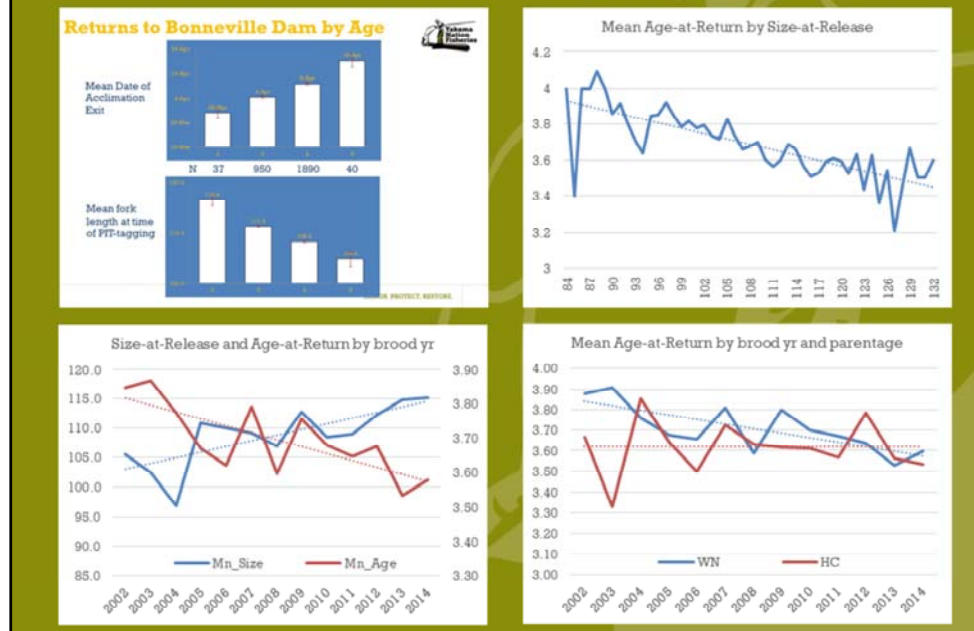 Returns to Bonneville Dam by Age
Yakama
Nation
Fisheries
Mean Date of
Acclimation
Exit
N 37 950 1890 40
Mean fork
length at time
of PIT-tagging
PROTECT. RESTORE.
Mean Age-at-Return by Size-at-Release
4.2
4
3.8
3.6
3.4
3.2
3
84 87 90 93 96 99 102 105 108 111 114 117 120 123 126 129 132
Size-at-Release and Age-at-Return by brood yr
120.0 3.90
115.0 3.80
110.0
105.0 3.70
100.0 3.60
95.0 3.50
90.0 3.40
85.0 3.30
Mn_Size Mn_Age
2002 2003 2004 2005 2006 2007 2008 2009 2010 2011 2012 2013 2014
Mean Age-at-Return by brood yr and parentage
4.00
3.90
3.80
3.70
3.60
3.50
3.40
3.30
3.20
3.10
3.00
WN HC
2002 2003 2004 2005 2006 2007 2008 2009 2010 2011 2012 2013 2014